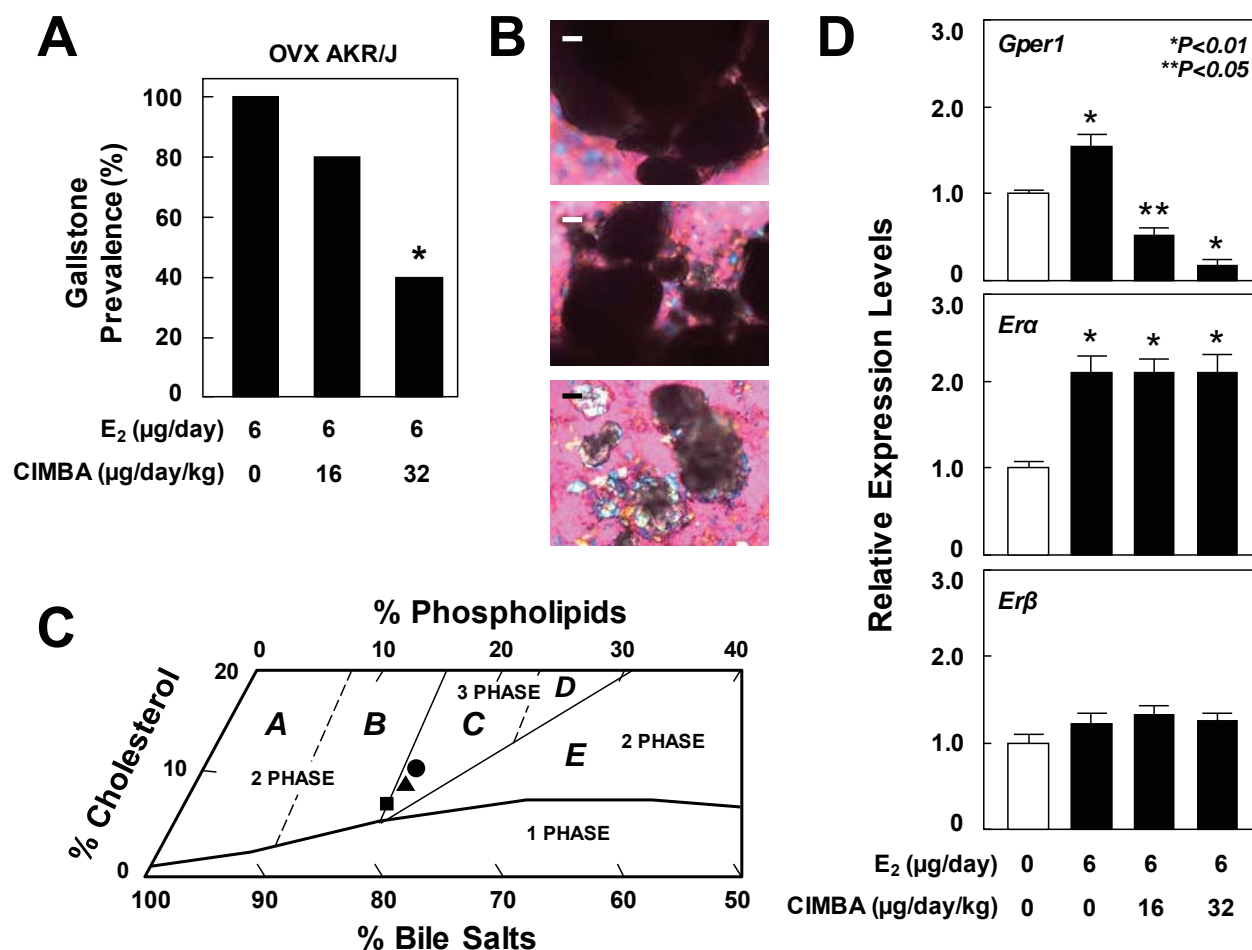 A
OVX AKR/J
Gallstone
Prevalence (%)
100
80
60
40
20
0
E₂ (µg/day) 6 6 6
CIMBA (µg/day/kg) 0 16 32
B
C
% Phospholipids
0 10 20 30 40
% Cholesterol
20
10
0
A
B
C
D
E
3 PHASE
2 PHASE
2 PHASE
1 PHASE
100 90 80 70 60 50
% Bile Salts
D
Relative Expression Levels
3.0
2.0
1.0
0
Gper1
*P<0.01
**P<0.05
*
*
**
*
3.0
2.0
1.0
0
Erα
* * *
3.0
2.0
1.0
0
Erβ
E₂ (µg/day) 0 6 6 6
CIMBA (µg/day/kg) 0 0 16 32